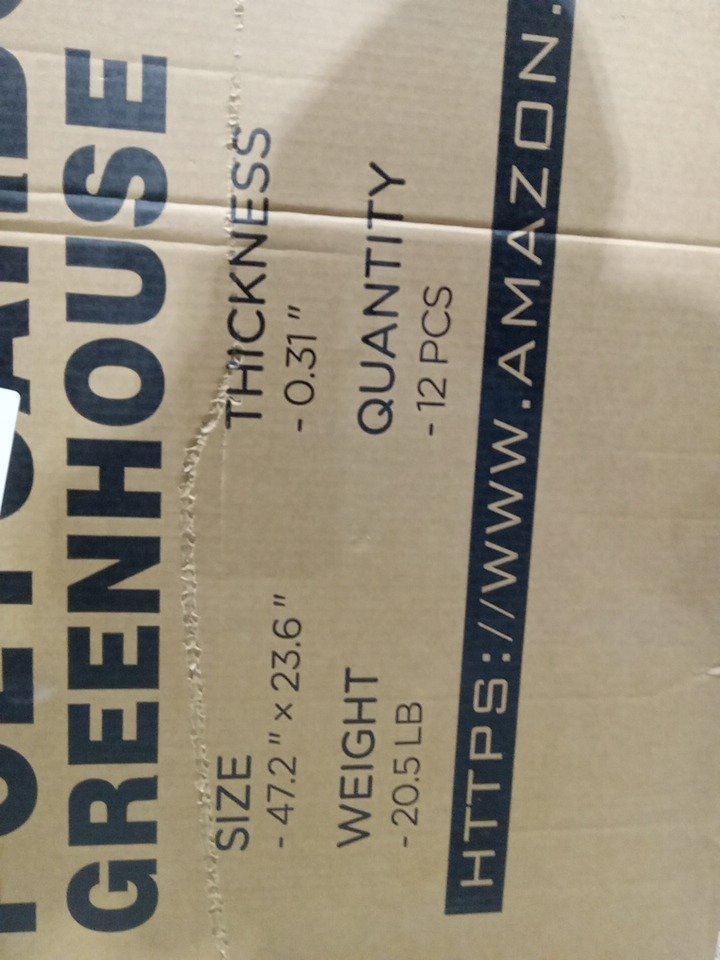 GREENHOUSE
SIZE
- 47.2 " x 23.6 "
THICKNESS
- 0.31 "
WEIGHT
- 20.5 LB
QUANTITY
- 12 PCS
HTTPS://WWW.AMAZON.